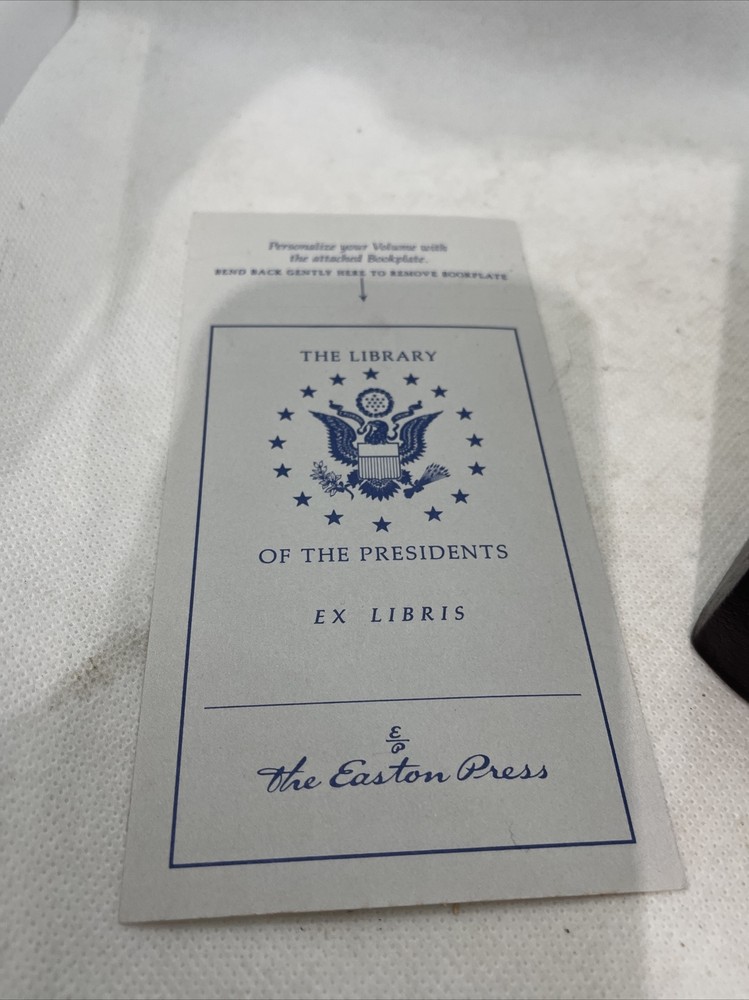 Personalize your Volume with
the attached Bookplate.
BEND BACK GENTLY HERE TO REMOVE BOOKPLATE
THE LIBRARY
OF THE PRESIDENTS
EX LIBRIS
E
P
The Easton Press